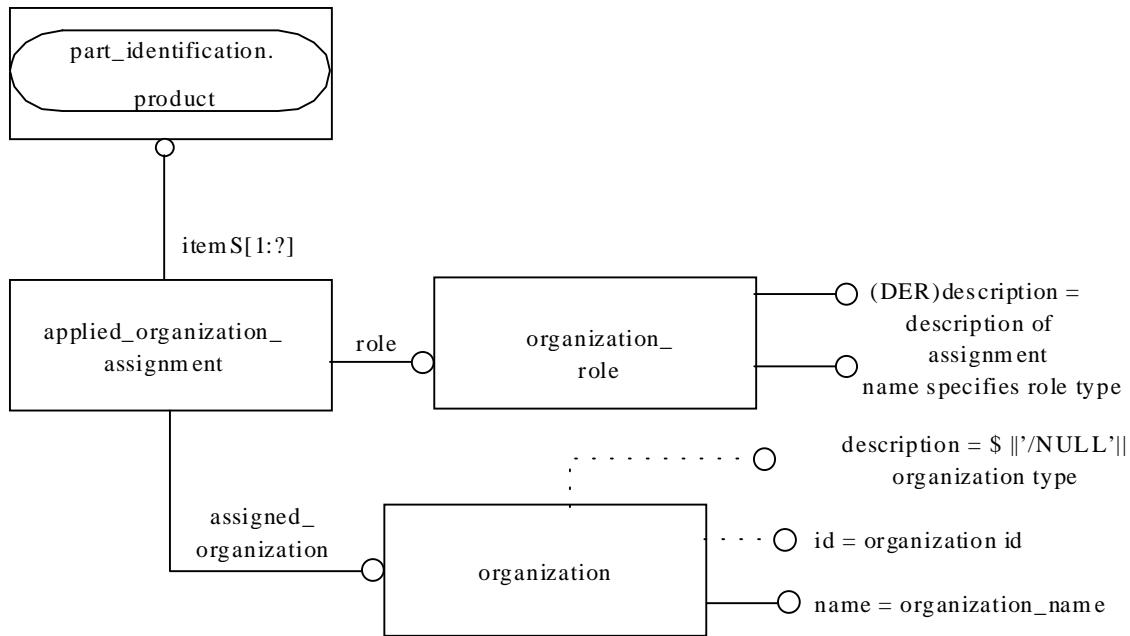 part_identification.
product
itemS[1:?]
applied_organization_
assignment
role
organization_
role
(DER)description =
description of
assignment
name specifies role type
description = $ ||'/NULL'||
organization type
assigned_
organization
organization
id = organization id
name = organization_name